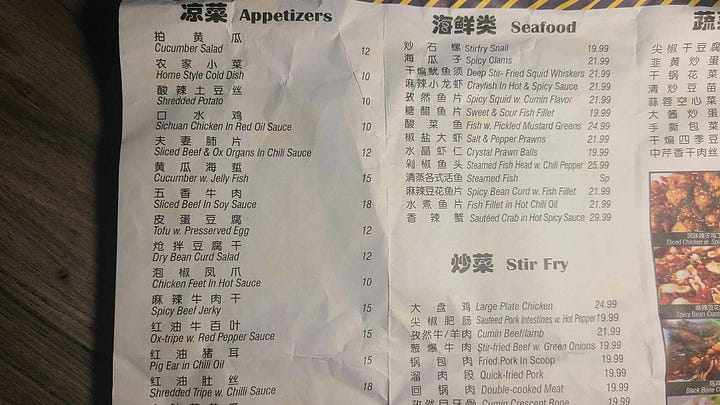 凉菜 Appetizers
拍黄瓜
Cucumber Salad 12
农家小菜
Home Style Cold Dish 10
酸辣土豆丝
Shredded Potato 10
口水鸡
Sichuan Chicken In Red Oil Sauce 10
夫妻肺片
Sliced Beef & Ox Organs In Chili Sauce 12
黄瓜海蜇
Cucumber w. Jelly Fish 15
五香牛肉
Sliced Beef In Soy Sauce 18
皮蛋豆腐
Tofu w. Presserved Egg 12
炝拌豆腐干
Dry Bean Curd Salad 12
泡椒凤爪
Chicken Feet In Hot Sauce 10
麻辣牛肉干
Spicy Beef Jerky 15
红油牛百叶
Ox-tripe w. Red Pepper Sauce 15
红油猪耳
Pig Ear in Chili Oil 15
红油肚丝
Shredded Tripe w. Chilli Sauce 18
海鲜类 Seafood
炒石螺 Stirfry Snail 19.99
海瓜子 Spicy Clams 21.99
干煸鱿鱼须 Deep Stir- Fried Squid Whiskers 21.99
麻辣小龙虾 Crayfish In Hot & Spicy Sauce 21.99
孜然鱼片 Spicy Squid w. Cumin Flavor 21.99
糖醋鱼片 Sweet & Sour Fish Fillet 19.99
酸菜鱼 Fish w. Pickled Mustard Greens 24.99
椒盐大虾 Salt & Pepper Prawns 21.99
水晶虾仁 Crystal Prawn Balls 19.99
剁椒鱼头 Steamed Fish Head w. Chili Pepper 25.99
清蒸各式活鱼 Steamed Fish Sp
麻辣豆花鱼片 Spicy Bean Curd w. Fish Fillet 21.99
水煮鱼片 Fish Fillet in Hot Chili Oil 21.99
香辣蟹 Sautéed Crab in Hot Spicy Sauce 29.99
炒菜 Stir Fry
大盘鸡 Large Plate Chicken 24.99
尖椒肥肠 Sauteed Pork Intestines w. Hot Pepper 19.99
孜然牛/羊肉 Cumin Beef/lamb 21.99
葱爆牛肉 Stir-fried Beef w. Grean Onions 19.99
锅包肉 Fried Pork In Scoop 19.99
溜肉段 Quick-fried Pork 19.99
回锅肉 Double-cooked Meat 19.99
Cumin Crescent Bone
蔬
尖椒干豆腐
韭黄炒蛋
干锅花菜
清炒豆苗
蒜蓉空心菜
大酱炒蛋
手撕包菜
干煸四季豆
中芹香干肉丝
Diced Chicken w.
麻辣豆花
Spicy Bean Curd
Black Bone